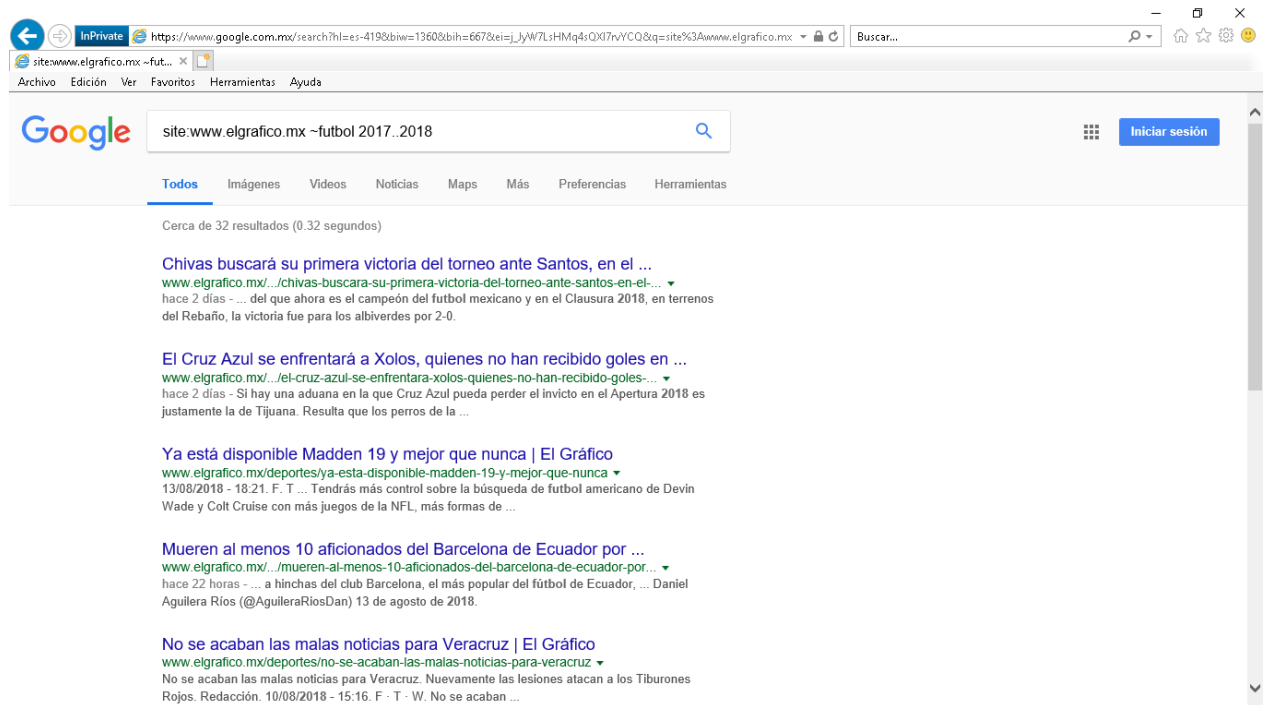 InPrivate
https://www.google.com.mx/search?hl=es-419&biw=1360&bih=667&ei=j_JyW7LsHMq4sQXI7rvYCQ&q=site%3Awww.elgrafico.mx
Buscar...
site:www.elgrafico.mx ~fut...
Archivo Edición Ver Favoritos Herramientas Ayuda
Google
site:www.elgrafico.mx ~futbol 2017..2018
Iniciar sesión
Todos Imágenes Videos Noticias Maps Más Preferencias Herramientas
Cerca de 32 resultados (0.32 segundos)
Chivas buscará su primera victoria del torneo ante Santos, en el ...
www.elgrafico.mx/.../chivas-buscara-su-primera-victoria-del-torneo-ante-santos-en-el-...
hace 2 días - ... del que ahora es el campeón del futbol mexicano y en el Clausura 2018, en terrenos
del Rebaño, la victoria fue para los albiverdes por 2-0.
El Cruz Azul se enfrentará a Xolos, quienes no han recibido goles en ...
www.elgrafico.mx/.../el-cruz-azul-se-enfrentara-xolos-quienes-no-han-recibido-goles-...
hace 2 días - Si hay una aduana en la que Cruz Azul pueda perder el invicto en el Apertura 2018 es
justamente la de Tijuana. Resulta que los perros de la ...
Ya está disponible Madden 19 y mejor que nunca | El Gráfico
www.elgrafico.mx/deportes/ya-esta-disponible-madden-19-y-mejor-que-nunca
13/08/2018 - 18:21. F. T ... Tendrás más control sobre la búsqueda de futbol americano de Devin
Wade y Colt Cruise con más juegos de la NFL, más formas de ...
Mueren al menos 10 aficionados del Barcelona de Ecuador por ...
www.elgrafico.mx/.../mueren-al-menos-10-aficionados-del-barcelona-de-ecuador-por...
hace 22 horas - ... a hinchas del club Barcelona, el más popular del fútbol de Ecuador, ... Daniel
Aguilera Ríos (@AguileraRiosDan) 13 de agosto de 2018.
No se acaban las malas noticias para Veracruz | El Gráfico
www.elgrafico.mx/deportes/no-se-acaban-las-malas-noticias-para-veracruz
No se acaban las malas noticias para Veracruz. Nuevamente las lesiones atacan a los Tiburones
Rojos. Redacción. 10/08/2018 - 15:16. F · T · W. No se acaban ...